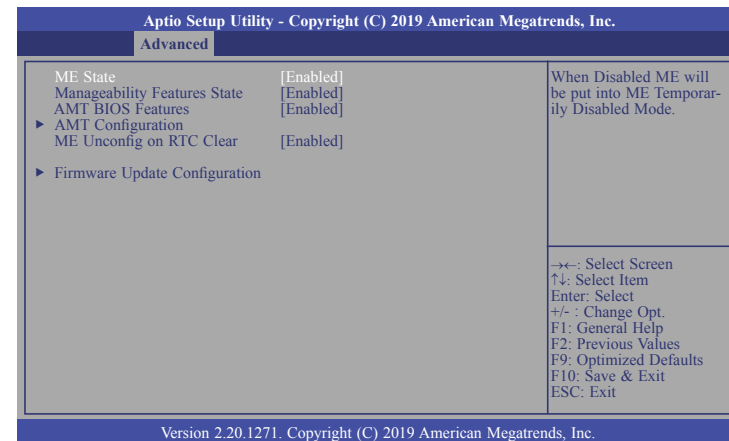 Aptio Setup Utility - Copyright (C) 2019 American Megatrends, Inc.
Advanced
ME State [Enabled]
Manageability Features State [Enabled]
AMT BIOS Features [Enabled]
► AMT Configuration
ME Unconfig on RTC Clear [Enabled]
► Firmware Update Configuration
When Disabled ME will
be put into ME Temporar-
ily Disabled Mode.
→←: Select Screen
↑↓: Select Item
Enter: Select
+/- : Change Opt.
F1: General Help
F2: Previous Values
F9: Optimized Defaults
F10: Save & Exit
ESC: Exit
Version 2.20.1271. Copyright (C) 2019 American Megatrends, Inc.